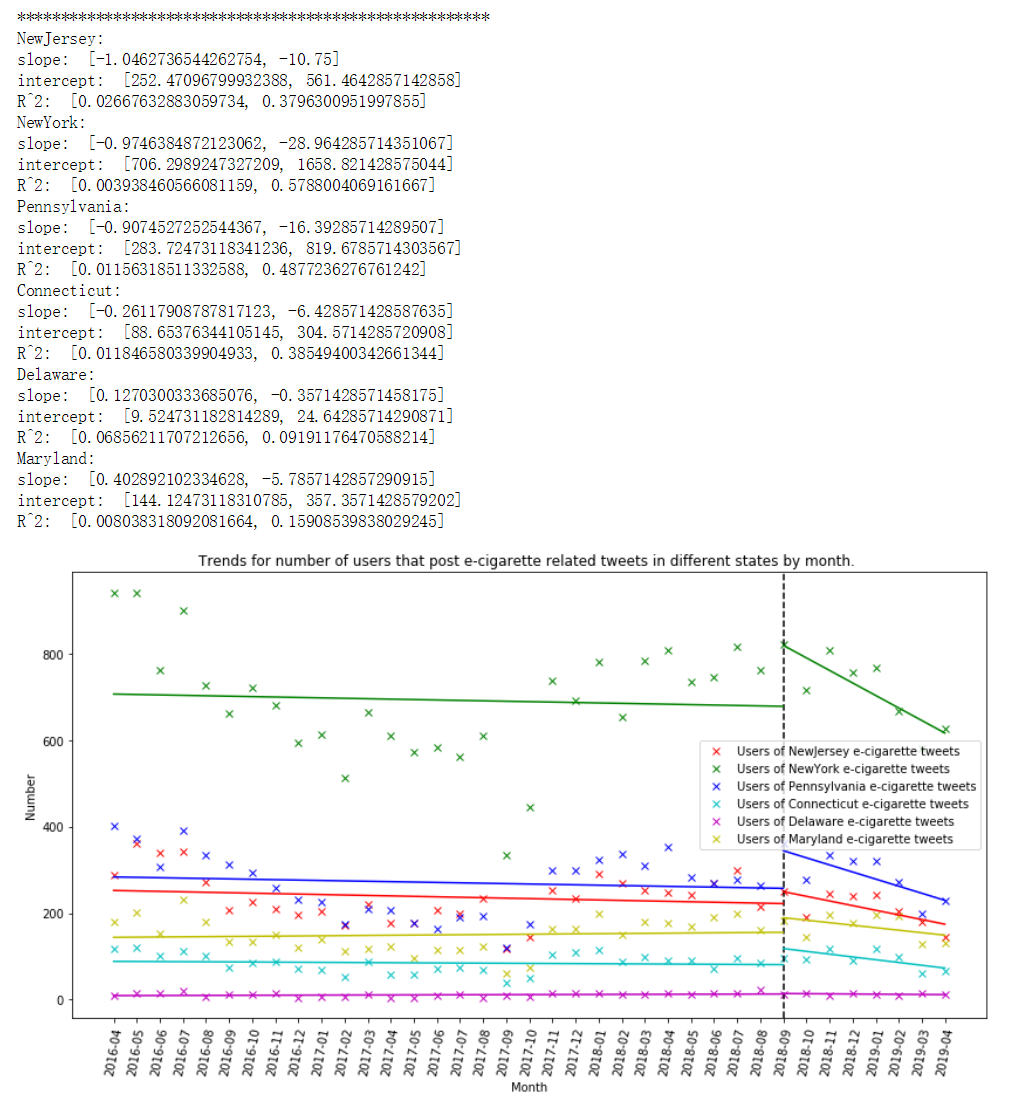 ******************************************************
NewJersey:
slope:  [-1.0462736544262754, -10.75]
intercept:  [252.47096799932388, 561.4642857142858]
R^2:  [0.02667632883059734, 0.3796300951997855]
NewYork:
slope:  [-0.9746384872123062, -28.964285714351067]
intercept:  [706.2989247327209, 1658.821428575044]
R^2:  [0.003938460566081159, 0.5788004069161667]
Pennsylvania:
slope:  [-0.9074527252544367, -16.39285714289507]
intercept:  [283.72473118341236, 819.6785714303567]
R^2:  [0.01156318511332588, 0.4877236276761242]
Connecticut:
slope:  [-0.26117908787817123, -6.428571428587635]
intercept:  [88.65376344105145, 304.5714285720908]
R^2:  [0.011846580339904933, 0.38549400342661344]
Delaware:
slope:  [0.1270300333685076, -0.3571428571458175]
intercept:  [9.524731182814289, 24.64285714290871]
R^2:  [0.06856211707212656, 0.09191176470588214]
Maryland:
slope:  [0.402892102334628, -5.7857142857290915]
intercept:  [144.12473118310785, 357.3571428579202]
R^2:  [0.008038318092081664, 0.15908539838029245]
Trends for number of users that post e-cigarette related tweets in different states by month.
Number
800
600
400
200
0
Users of NewJersey e-cigarette tweets
Users of NewYork e-cigarette tweets
Users of Pennsylvania e-cigarette tweets
Users of Connecticut e-cigarette tweets
Users of Delaware e-cigarette tweets
Users of Maryland e-cigarette tweets
2016-04
2016-05
2016-06
2016-07
2016-08
2016-09
2016-10
2016-11
2016-12
2017-01
2017-02
2017-03
2017-04
2017-05
2017-06
2017-07
2017-08
2017-09
2017-10
2017-11
2017-12
2018-01
2018-02
2018-03
2018-04
2018-05
2018-06
2018-07
2018-08
2018-09
2018-10
2018-11
2018-12
2019-01
2019-02
2019-03
2019-04
Month